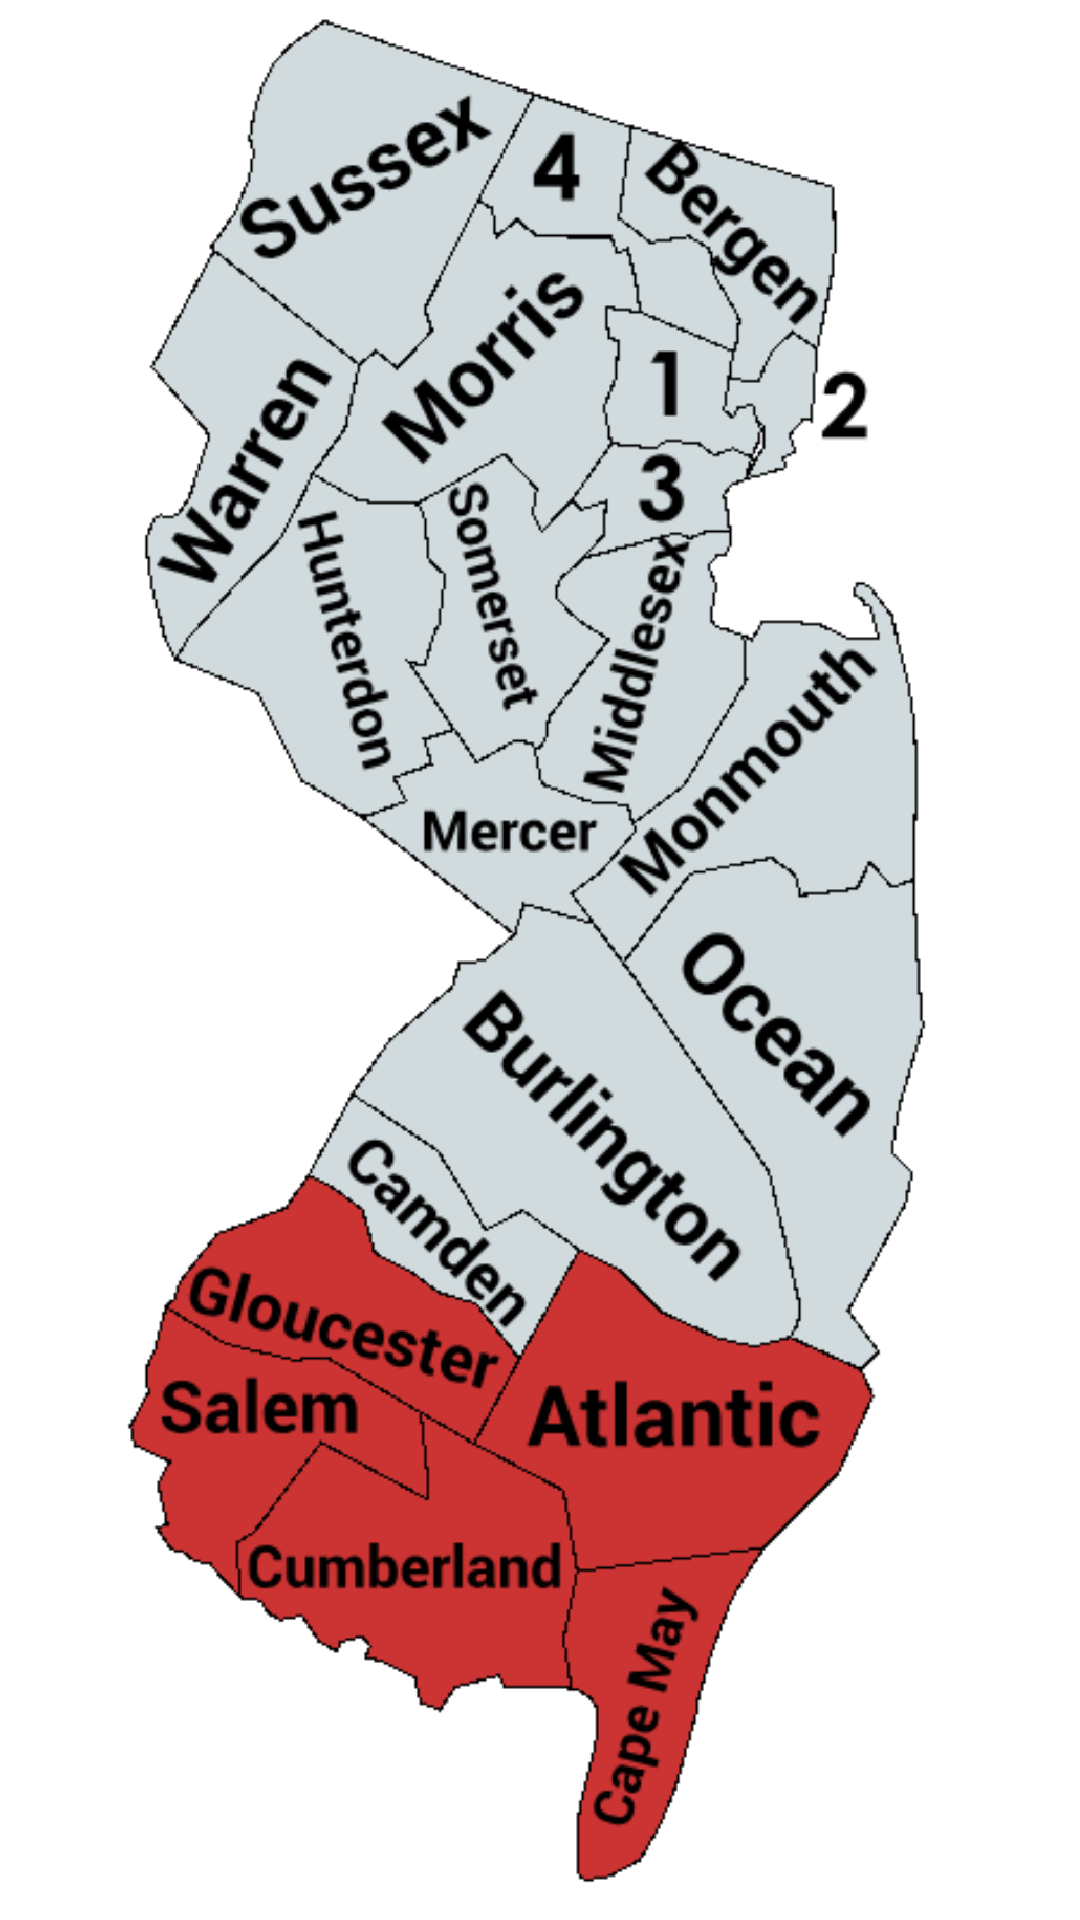 Sussex
4
Bergen
Morris
1
2
Warren
3
Somerset
Hunterdon
Middlesex
Monmouth
Mercer
Ocean
Burlington
Camden
Gloucester
Salem
Atlantic
Cumberland
Cape May